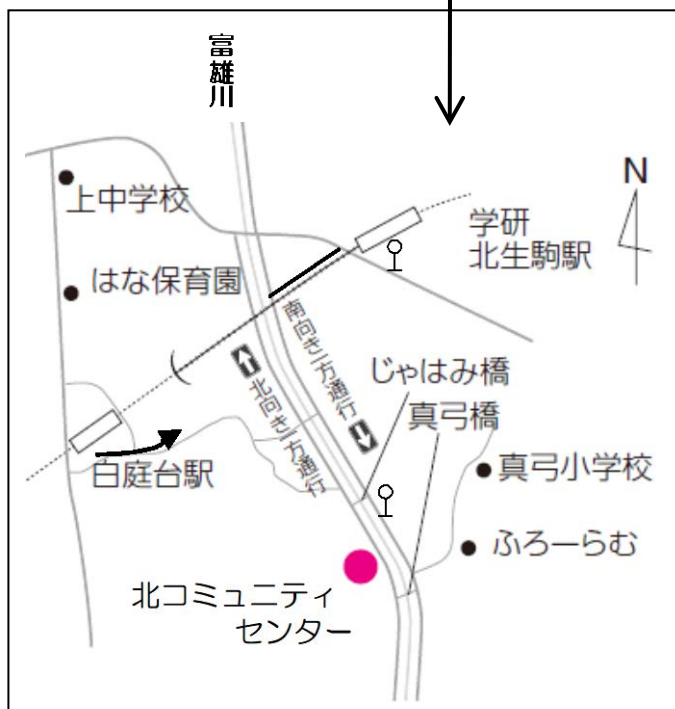 富雄川
N
上中学校
学研
北生駒駅
はな保育園
南向き一方通行
じゃはみ橋
北向き一方通行
真弓橋
白庭台駅
真弓小学校
ふろーらむ
北コミュニティ
センター